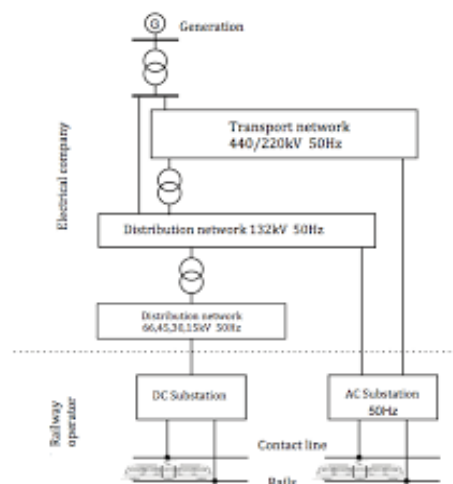 G
Generation
Transport network
440/220kV 50Hz
Electrical company
Distribution network 132kV 50Hz
Distribution network
66,45,30,15kV 50Hz
DC Substation
AC Substation
50Hz
Railway
operator
Contact line
Rails